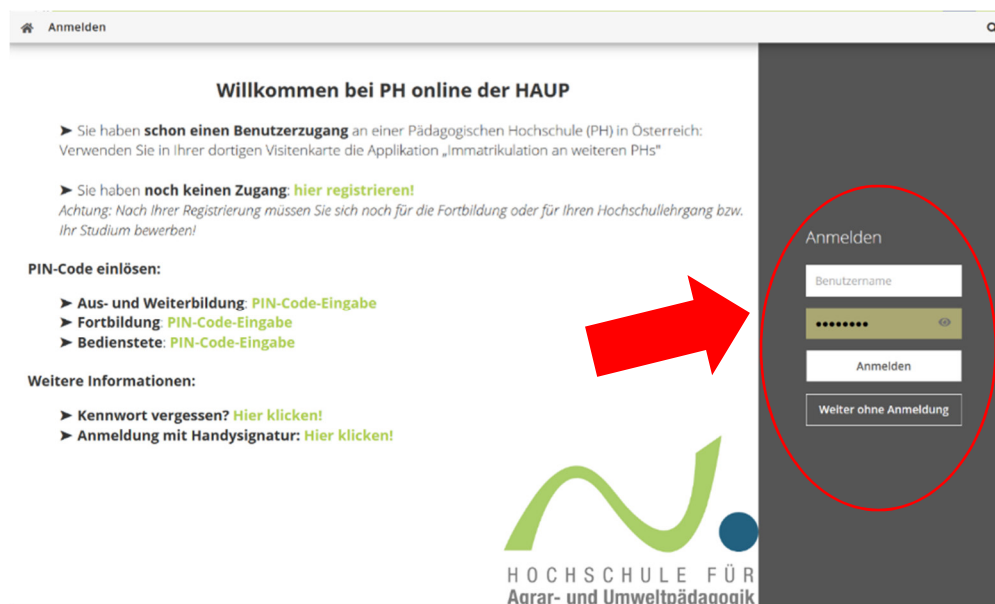 Anmelden
Willkommen bei PH online der HAUP
➤ Sie haben schon einen Benutzerzugang an einer Pädagogischen Hochschule (PH) in Österreich:
Verwenden Sie in Ihrer dortigen Visitenkarte die Applikation „Immatrikulation an weiteren PHs"
➤ Sie haben noch keinen Zugang: hier registrieren!
Achtung: Nach Ihrer Registrierung müssen Sie sich noch für die Fortbildung oder für Ihren Hochschullehrgang bzw.
Ihr Studium bewerben!
PIN-Code einlösen:
➤ Aus- und Weiterbildung: PIN-Code-Eingabe
➤ Fortbildung: PIN-Code-Eingabe
➤ Bedienstete: PIN-Code-Eingabe
Weitere Informationen:
➤ Kennwort vergessen? Hier klicken!
➤ Anmeldung mit Handysignatur: Hier klicken!
HOCHSCHULE FÜR
Agrar- und Umweltpädagogik
Anmelden
Benutzername
••••••••
Anmelden
Weiter ohne Anmeldung